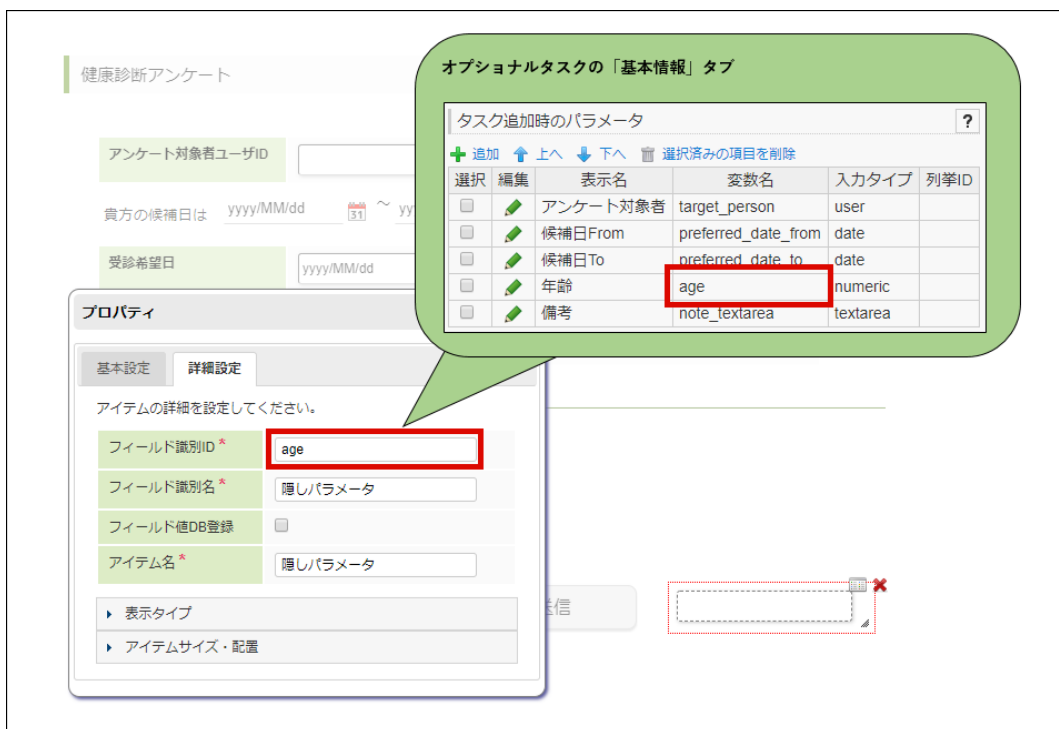 健康診断アンケート
オプショナルタスクの「基本情報」タブ
タスク追加時のパラメータ ?
追加 上へ 下へ 選択済みの項目を削除
選択 編集 表示名 変数名 入力タイプ 列挙ID
アンケート対象者 target_person user
候補日From preferred_date_from date
候補日To preferred_date_to date
年齢 age numeric
備考 note_textarea textarea
アンケート対象者ユーザID
貴方の候補日は yyyy/MM/dd 31 ~ yy
受診希望日 yyyy/MM/dd
プロパティ
基本設定 詳細設定
アイテムの詳細を設定してください。
フィールド識別ID * age
フィールド識別名 * 隠しパラメータ
フィールド値DB登録
アイテム名 * 隠しパラメータ
表示タイプ
アイテムサイズ・配置
送信